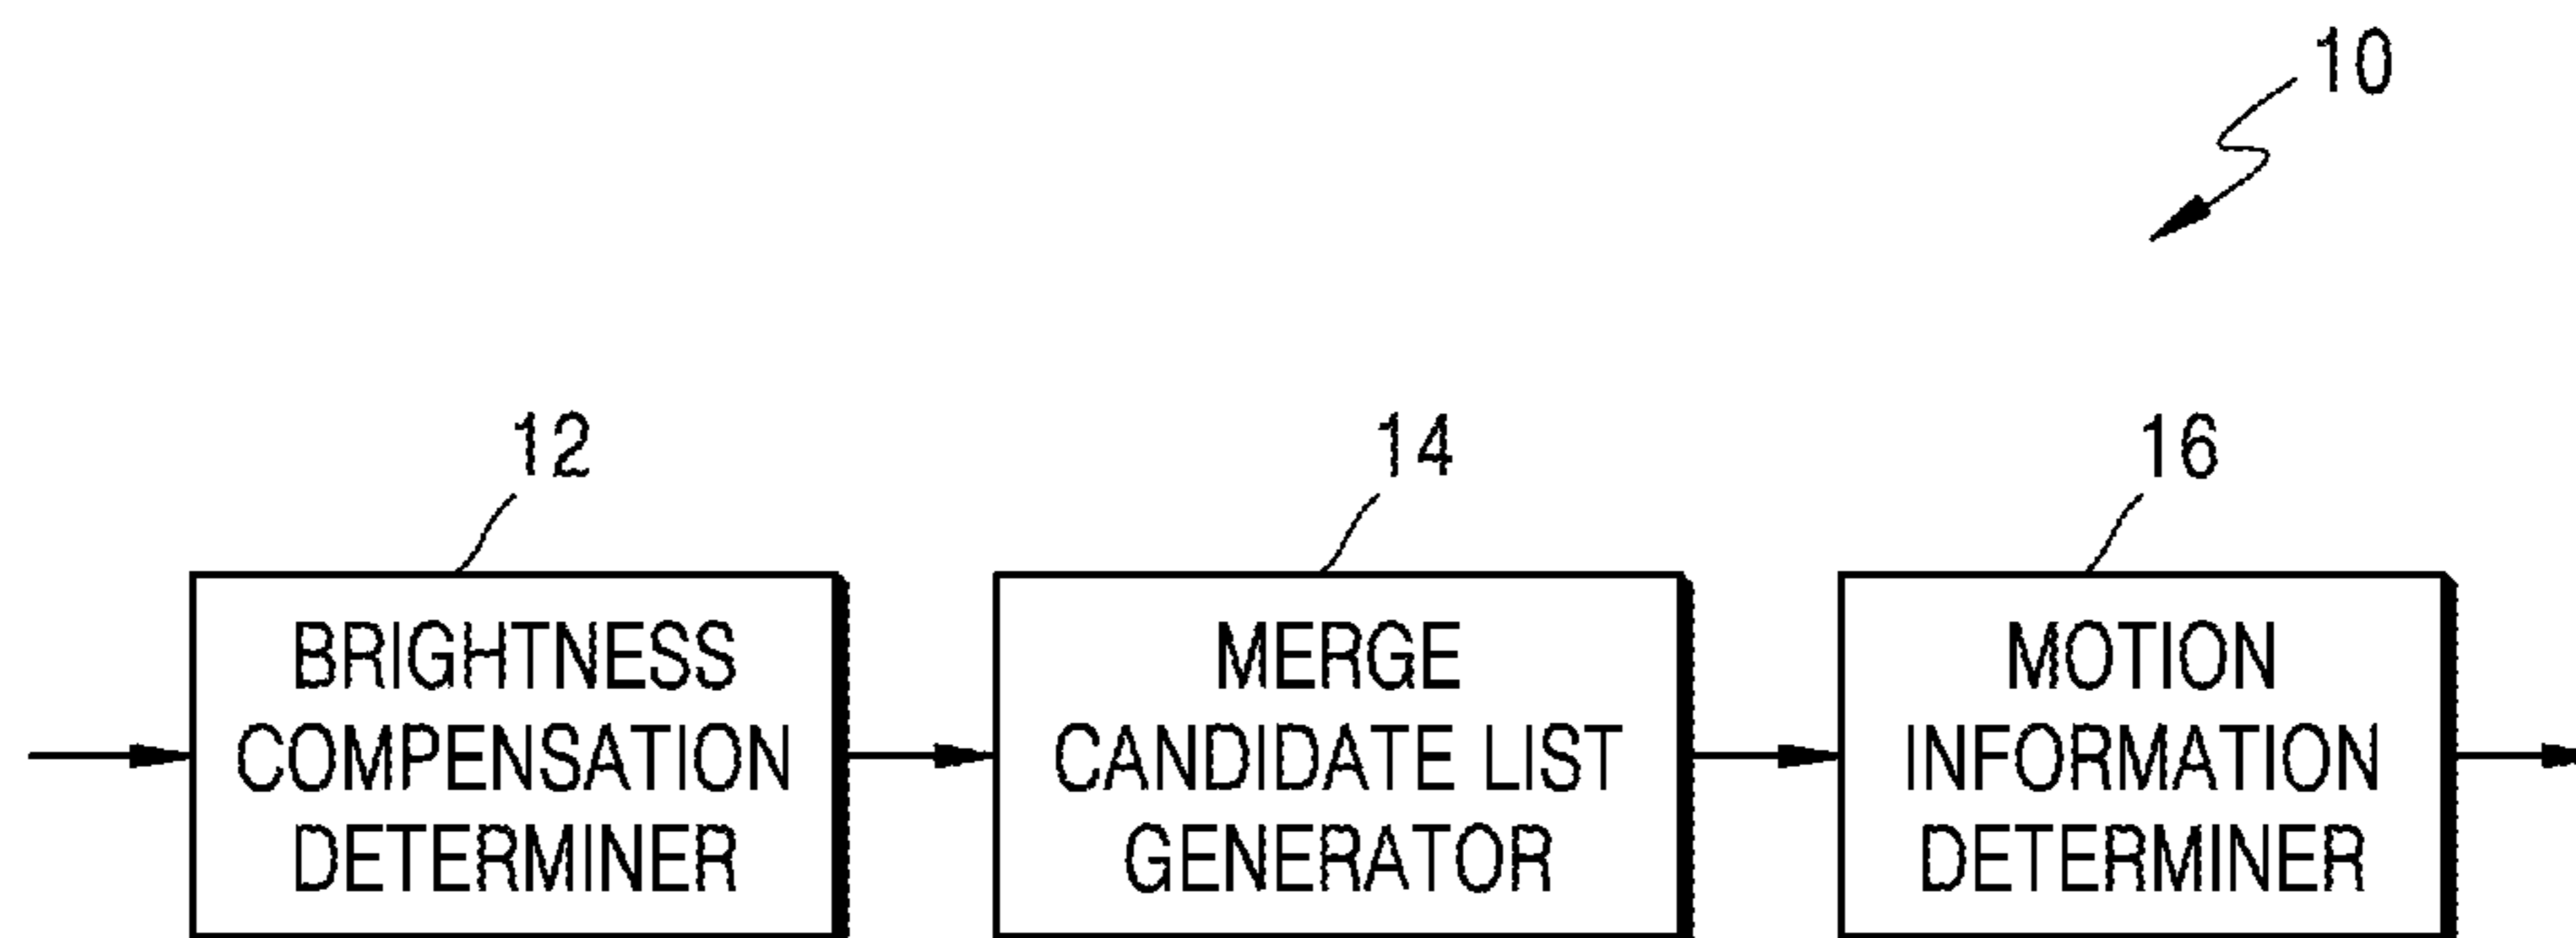 10
12
14
16
BRIGHTNESS
COMPENSATION
DETERMINER
MERGE
CANDIDATE LIST
GENERATOR
MOTION
INFORMATION
DETERMINER